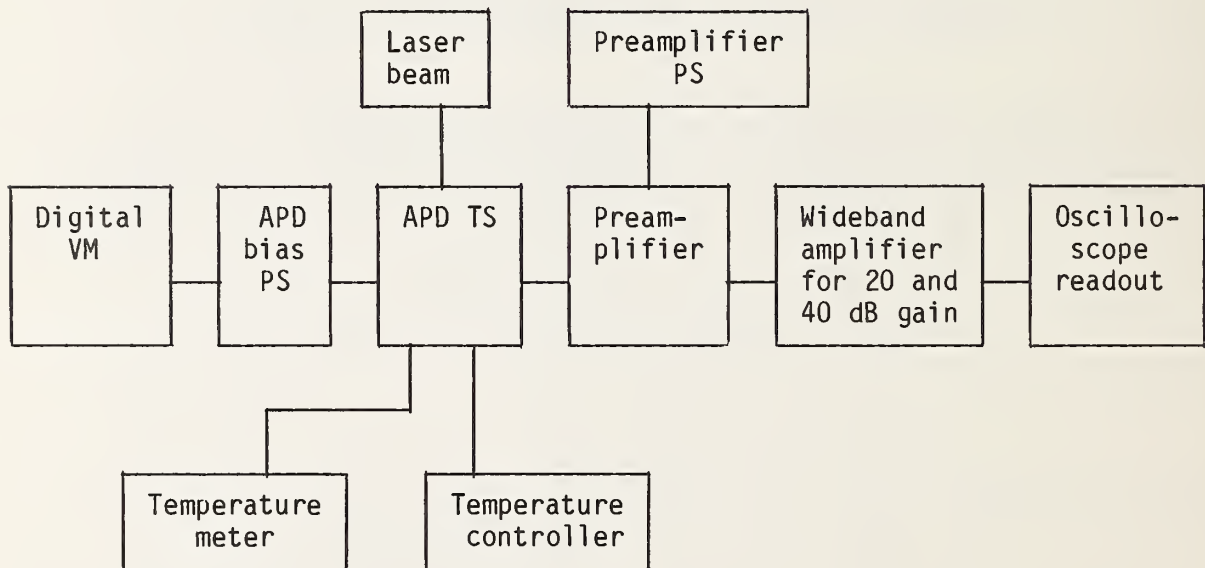 Laser
beam
Preamplifier
PS
Digital
VM
APD
bias
PS
APD TS
Pream-
plifier
Wideband
amplifier
for 20 and
40 dB gain
Oscillo-
scope
readout
Temperature
meter
Temperature
controller